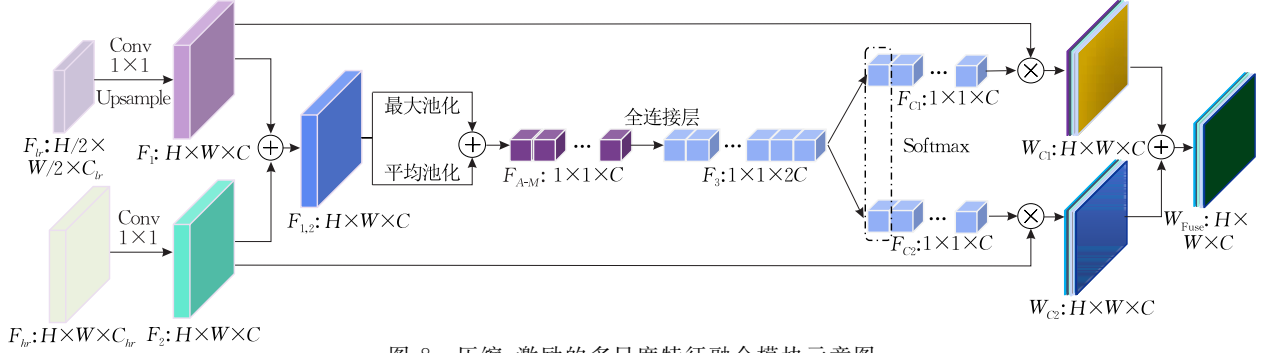 Conv
1×1
Upsample
F_lr: H/2×
W/2×C_lr
F_1: H×W×C
Conv
1×1
F_hr: H×W×C_hr
F_2: H×W×C
F_1,2: H×W×C
最大池化
平均池化
F_A-M: 1×1×C
全连接层
F_3: 1×1×2C
F_C1: 1×1×C
Softmax
F_C2: 1×1×C
W_C1: H×W×C
W_C2: H×W×C
W_Fuse: H×
W×C